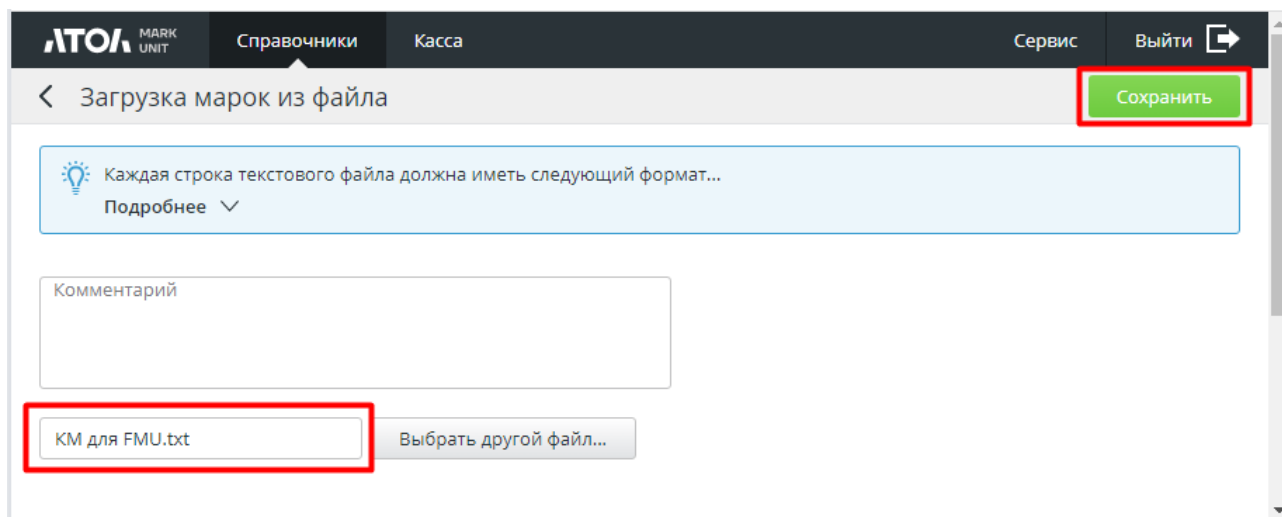 АТОЛ MARK UNIT Справочники Касса Сервис Выйти
Загрузка марок из файла Сохранить
Каждая строка текстового файла должна иметь следующий формат...
Подробнее
Комментарий
КМ для FMU.txt Выбрать другой файл...